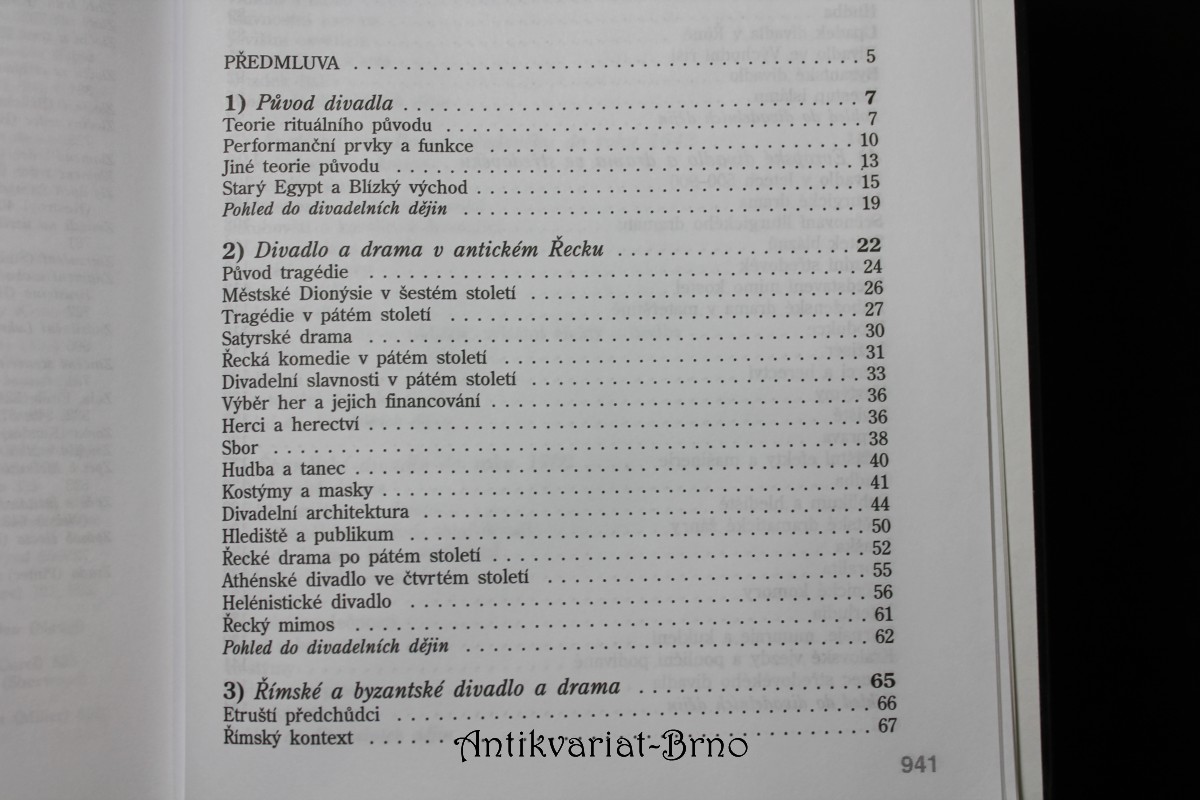 PŘEDMLUVA . . . . . . . . . . . . . . . . . . . . . . . . . . . . . . . . . . . . 5
1) Původ divadla . . . . . . . . . . . . . . . . . . . . . . . . . . . . . . . . 7
Teorie rituálního původu . . . . . . . . . . . . . . . . . . . . . . . . . . . . 7
Performanční prvky a funkce . . . . . . . . . . . . . . . . . . . . . . . . . . 10
Jiné teorie původu . . . . . . . . . . . . . . . . . . . . . . . . . . . . . . . 13
Starý Egypt a Blízký východ . . . . . . . . . . . . . . . . . . . . . . . . . . 15
Pohled do divadelních dějin . . . . . . . . . . . . . . . . . . . . . . . . . . 19
2) Divadlo a drama v antickém Řecku . . . . . . . . . . . . . . . . . 22
Původ tragédie . . . . . . . . . . . . . . . . . . . . . . . . . . . . . . . . . 24
Městské Dionýsie v šestém století . . . . . . . . . . . . . . . . . . . . . . 26
Tragédie v pátém století . . . . . . . . . . . . . . . . . . . . . . . . . . . . 27
Satyrské drama . . . . . . . . . . . . . . . . . . . . . . . . . . . . . . . . . 30
Řecká komedie v pátém století . . . . . . . . . . . . . . . . . . . . . . . . 31
Divadelní slavnosti v pátém století . . . . . . . . . . . . . . . . . . . . . . 33
Výběr her a jejich financování . . . . . . . . . . . . . . . . . . . . . . . . . 36
Herci a herectví . . . . . . . . . . . . . . . . . . . . . . . . . . . . . . . . . 36
Sbor . . . . . . . . . . . . . . . . . . . . . . . . . . . . . . . . . . . . . . . . 38
Hudba a tanec . . . . . . . . . . . . . . . . . . . . . . . . . . . . . . . . . . 40
Kostýmy a masky . . . . . . . . . . . . . . . . . . . . . . . . . . . . . . . . 41
Divadelní architektura . . . . . . . . . . . . . . . . . . . . . . . . . . . . . . 44
Hlediště a publikum . . . . . . . . . . . . . . . . . . . . . . . . . . . . . . . 50
Řecké drama po pátém století . . . . . . . . . . . . . . . . . . . . . . . . . 52
Athénské divadlo ve čtvrtém století . . . . . . . . . . . . . . . . . . . . . 55
Helénistické divadlo . . . . . . . . . . . . . . . . . . . . . . . . . . . . . . . 56
Řecký mimos . . . . . . . . . . . . . . . . . . . . . . . . . . . . . . . . . . . 61
Pohled do divadelních dějin . . . . . . . . . . . . . . . . . . . . . . . . . . 62
3) Římské a byzantské divadlo a drama . . . . . . . . . . . . . . . . 65
Etruští předchůdci . . . . . . . . . . . . . . . . . . . . . . . . . . . . . . . . 66
Římský kontext . . . . . . . . . . . . . . . . . . . . . . . . . . . . . . . . . . 67
Antikvariat-Brno
941